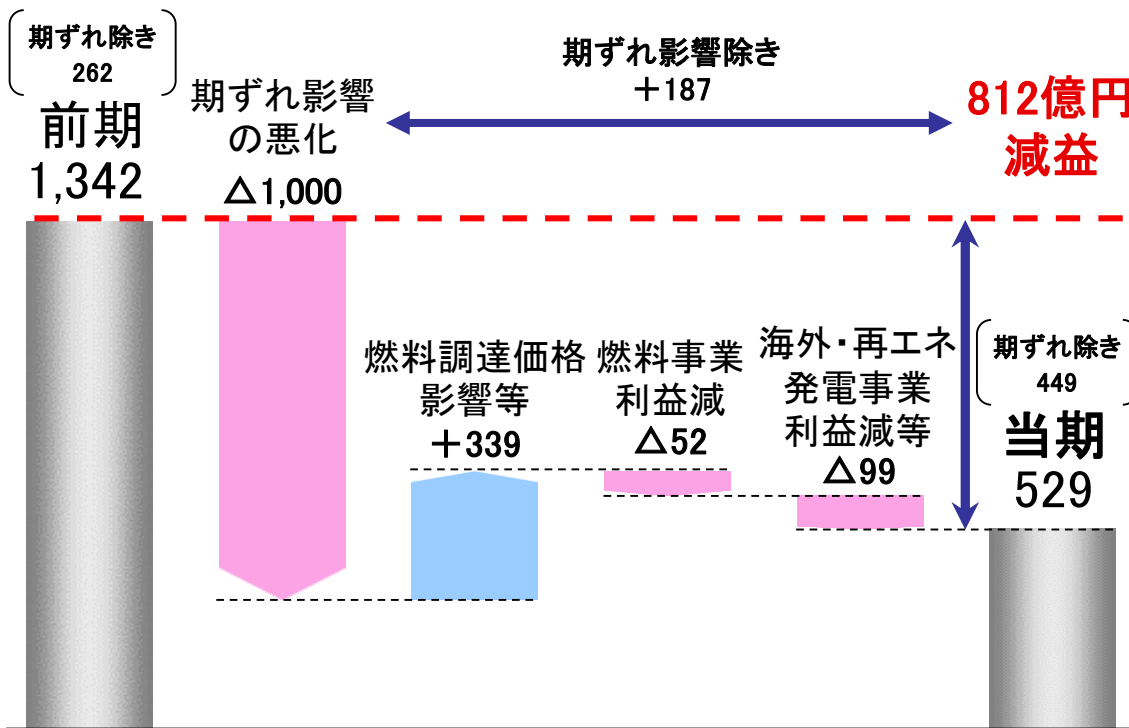 期ずれ除き
262
前期
1,342
期ずれ影響
の悪化
△1,000
期ずれ影響除き
＋187
812億円
減益
燃料調達価格
影響等
＋339
燃料事業
利益減
△52
海外・再エネ
発電事業
利益減等
△99
期ずれ除き
449
当期
529